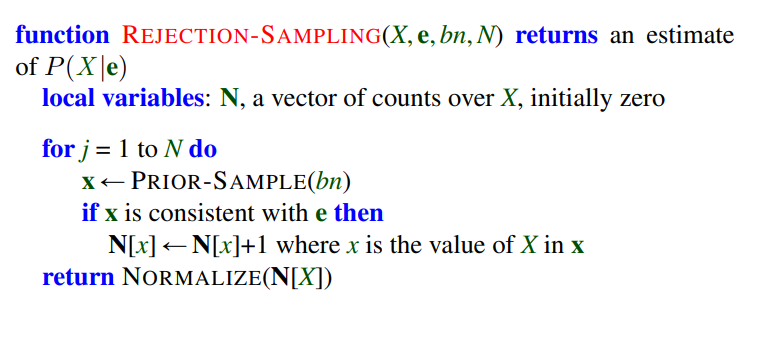 function REJECTION-SAMPLING(X, e, bn, N) returns an estimate
of P(X|e)
local variables: N, a vector of counts over X, initially zero
for j = 1 to N do
x ← PRIOR-SAMPLE(bn)
if x is consistent with e then
N[x] ← N[x]+1 where x is the value of X in x
return NORMALIZE(N[X])